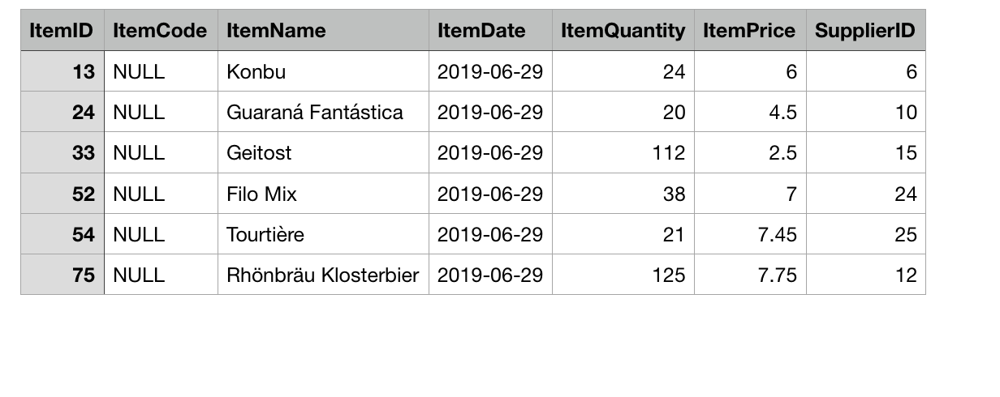 ItemID ItemCode ItemName ItemDate ItemQuantity ItemPrice SupplierID
13 NULL Konbu 2019-06-29 24 6 6
24 NULL Guaraná Fantástica 2019-06-29 20 4.5 10
33 NULL Geitost 2019-06-29 112 2.5 15
52 NULL Filo Mix 2019-06-29 38 7 24
54 NULL Tourtière 2019-06-29 21 7.45 25
75 NULL Rhönbräu Klosterbier 2019-06-29 125 7.75 12